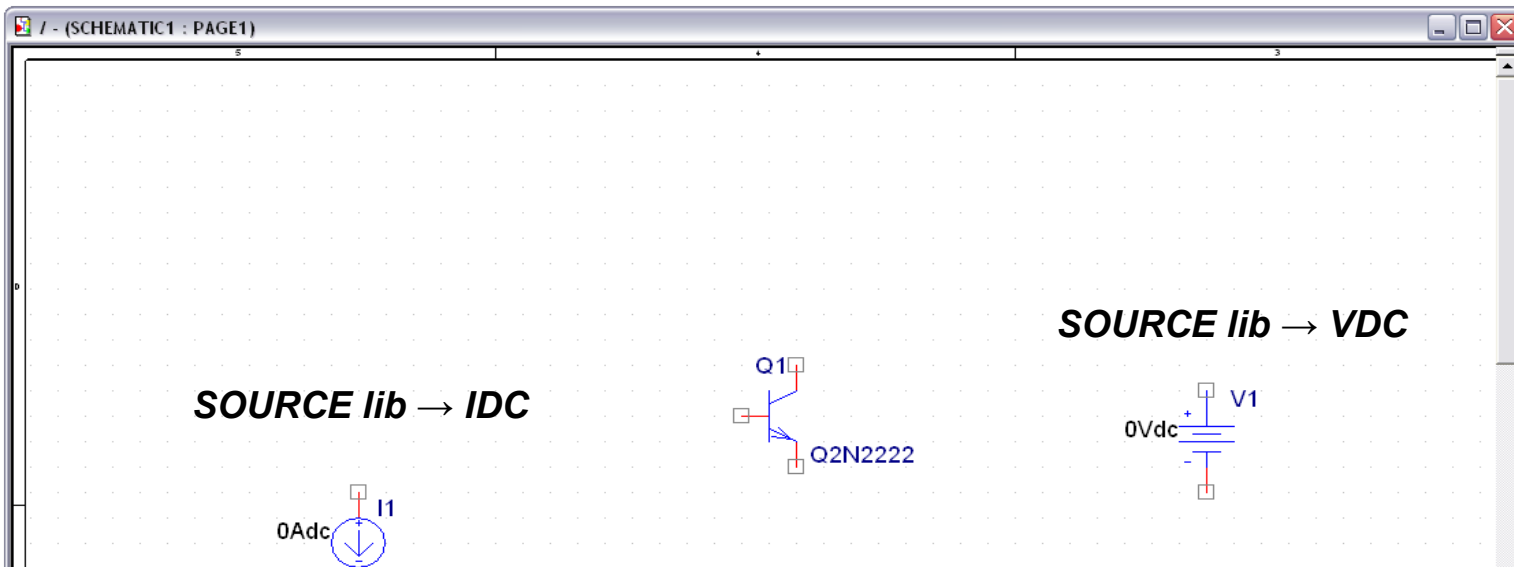 / - (SCHEMATIC1 : PAGE1)
5 4 3
D
SOURCE lib → VDC
Q1
SOURCE lib → IDC
V1
+
0Vdc
Q2N2222
-
I1
0Adc
+
-